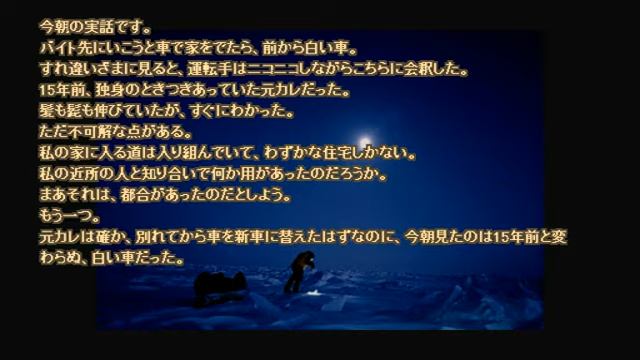 今朝の実話です。
バイト先にいこうと車で家をでたら、前から白い車。
すれ違いざまに見ると、運転手はニコニコしながらこちらに会釈した。
15年前、独身のときつきあっていた元カレだった。
髪も髭も伸びていたが、すぐにわかった。
ただ不可解な点がある。
私の家に入る道は入り組んでいて、わずかな住宅しかない。
私の近所の人と知り合いで何か用があったのだろうか。
まあそれは、都合があったのだとしよう。
もう一つ。
元カレは確か、別れてから車を新車に替えたはずなのに、今朝見たのは15年前と変
わらぬ、白い車だった。